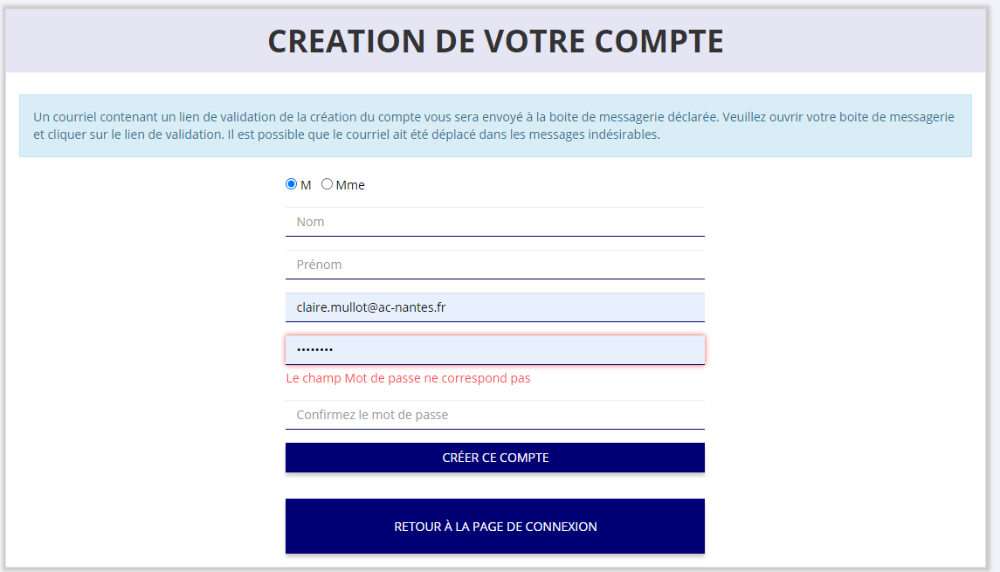 CREATION DE VOTRE COMPTE
Un courriel contenant un lien de validation de la création du compte vous sera envoyé à la boite de messagerie déclarée. Veuillez ouvrir votre boite de messagerie
et cliquer sur le lien de validation. Il est possible que le courriel ait été déplacé dans les messages indésirables.
M Mme
Nom
Prénom
claire.mullot@ac-nantes.fr
••••••••
Le champ Mot de passe ne correspond pas
Confirmez le mot de passe
CRÉER CE COMPTE
RETOUR À LA PAGE DE CONNEXION